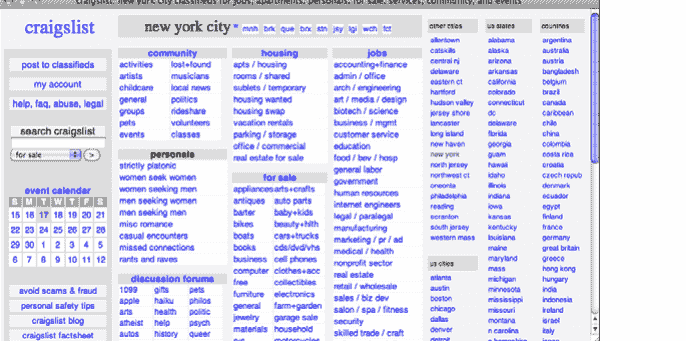 craigslist: new york city classifieds for jobs, apartments, personals, for sale, services, community, and events
craigslist
post to classifieds
my account
help, faq, abuse, legal
search craigslist
for sale >
event calendar
S M T W T F S
15 16 17 18 19 20 21
22 23 24 25 26 27 28
29 30 1 2 3 4 5
6 7 8 9 10 11 12
avoid scams & fraud
personal safety tips
craigslist blog
craigslist factsheet
new york city w mnh brk que brx stn jsy lgi wch fct
community
activities lost+found
artists musicians
childcare local news
general politics
groups rideshare
pets volunteers
events classes
personals
strictly platonic
women seek women
women seeking men
men seeking women
men seeking men
misc romance
casual encounters
missed connections
rants and raves
discussion forums
1099 gifts pets
apple haiku philos
arts health politic
atheist help psych
autos history queer
housing
apts / housing
rooms / shared
sublets / temporary
housing wanted
housing swap
vacation rentals
parking / storage
office / commercial
real estate for sale
for sale
appliances arts+crafts
antiques auto parts
barter baby+kids
bikes beauty+hlth
boats cars+trucks
books cds/dvd/vhs
business cell phones
computer clothes+acc
free collectibles
furniture electronics
general farm+garden
jewelry garage sale
materials household
motorcycles
jobs
accounting+finance
admin / office
arch / engineering
art / media / design
biotech / science
business / mgmt
customer service
education
food / bev / hosp
general labor
government
human resources
internet engineers
legal / paralegal
manufacturing
marketing / pr / ad
medical / health
nonprofit sector
real estate
retail / wholesale
sales / biz dev
salon / spa / fitness
security
skilled trade / craft
other cities
allentown
catskills
central nj
delaware
eastern ct
hartford
hudson valley
jersey shore
lancaster
long island
new haven
new york
north jersey
northwest ct
oneonta
philadelphia
reading
scranton
south jersey
western mass
us cities
atlanta
austin
boston
chicago
dallas
denver
us states
alabama
alaska
arizona
arkansas
california
colorado
connecticut
dc
delaware
florida
georgia
guam
hawaii
idaho
illinois
indiana
iowa
kansas
kentucky
louisiana
maine
maryland
mass
michigan
minnesota
mississippi
missouri
montana
n carolina
countries
argentina
australia
austria
bangladesh
belgium
brazil
canada
caribbean
chile
china
colombia
costa rica
croatia
czech repub
denmark
ecuador
egypt
finland
france
germany
great britain
greece
hong kong
hungary
india
indonesia
ireland
israel
italy